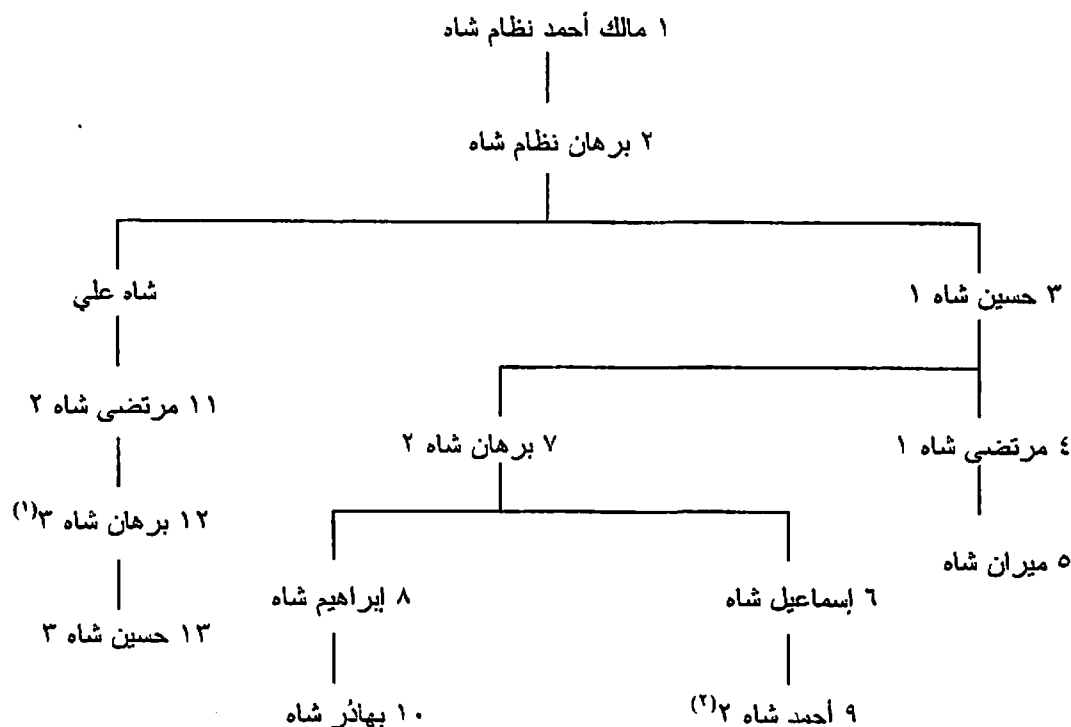 ١ مالك أحمد نظام شاه
٢ برهان نظام شاه
٣ حسين شاه ١
شاه علي
٤ مرتضى شاه ١
٧ برهان شاه ٢
١١ مرتضى شاه ٢
٥ ميران شاه
١٢ برهان شاه ٣(١)
٦ إسماعيل شاه
٨ إبراهيم شاه
١٣ حسين شاه ٣
٩ أحمد شاه ٢(٢)
١٠ بهادُر شاه